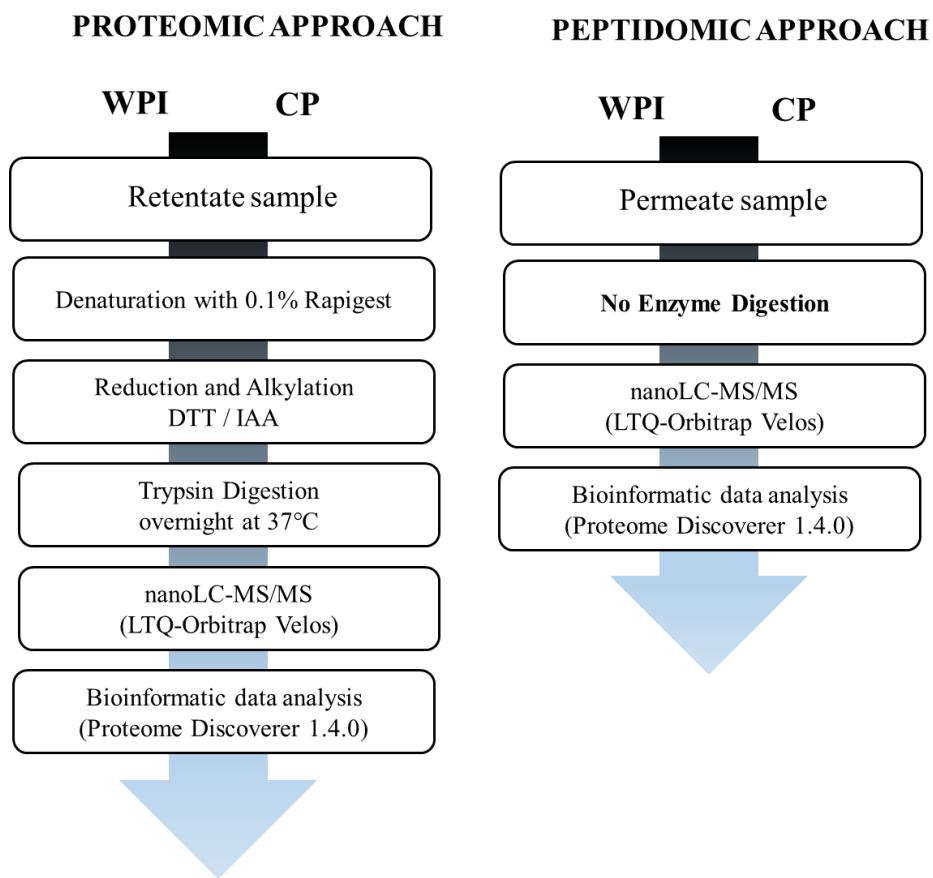 PROTEOMIC APPROACH
WPI CP
Retentate sample
Denaturation with 0.1% Rapigest
Reduction and Alkylation
DTT / IAA
Trypsin Digestion
overnight at 37°C
nanoLC-MS/MS
(LTQ-Orbitrap Velos)
Bioinformatic data analysis
(Proteome Discoverer 1.4.0)
PEPTIDOMIC APPROACH
WPI CP
Permeate sample
No Enzyme Digestion
nanoLC-MS/MS
(LTQ-Orbitrap Velos)
Bioinformatic data analysis
(Proteome Discoverer 1.4.0)